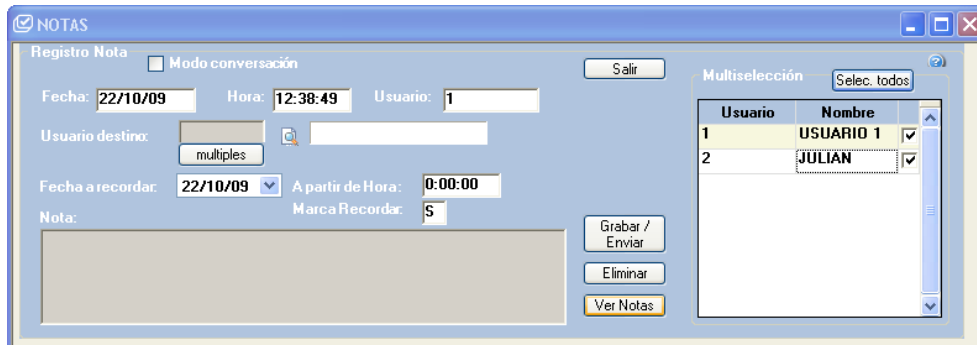 NOTAS
Registro Nota
Modo conversación
Salir
Fecha: 22/10/09 Hora: 12:38:49 Usuario: 1
Usuario destino:
multiples
Fecha a recordar: 22/10/09 A partir de Hora: 0:00:00
Marca Recordar: S
Nota:
Grabar /
Enviar
Eliminar
Ver Notas
Multiselección Selec. todos
Usuario Nombre
1 USUARIO 1
2 JULIAN